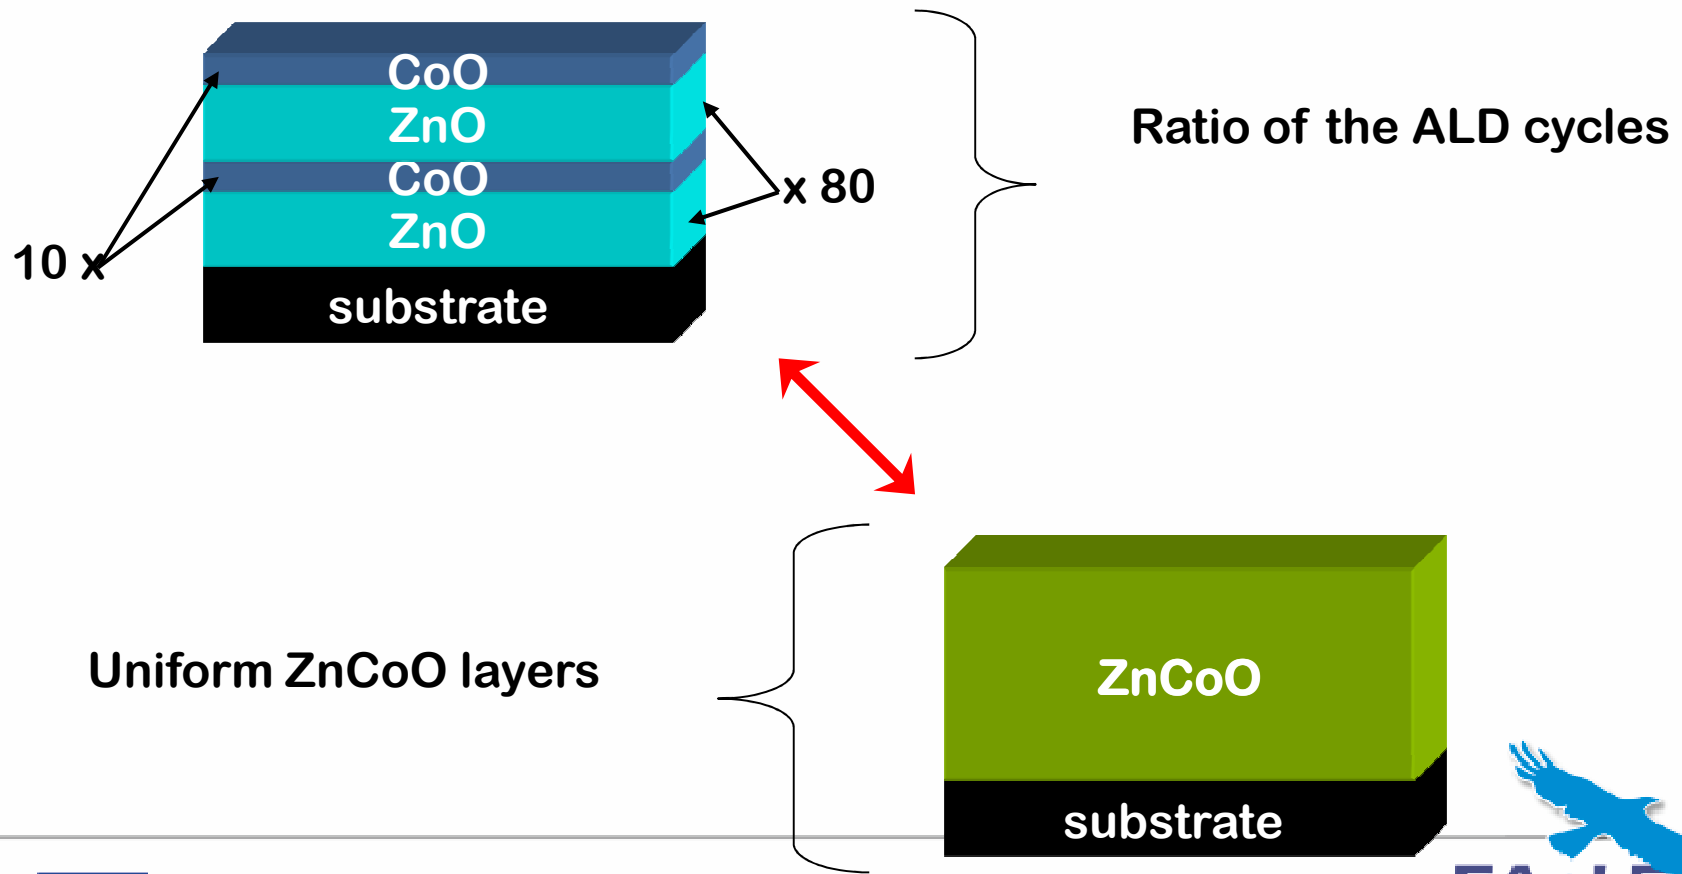 CoO
ZnO
CoO
ZnO
substrate
10 x
x 80
Ratio of the ALD cycles
Uniform ZnCoO layers
ZnCoO
substrate